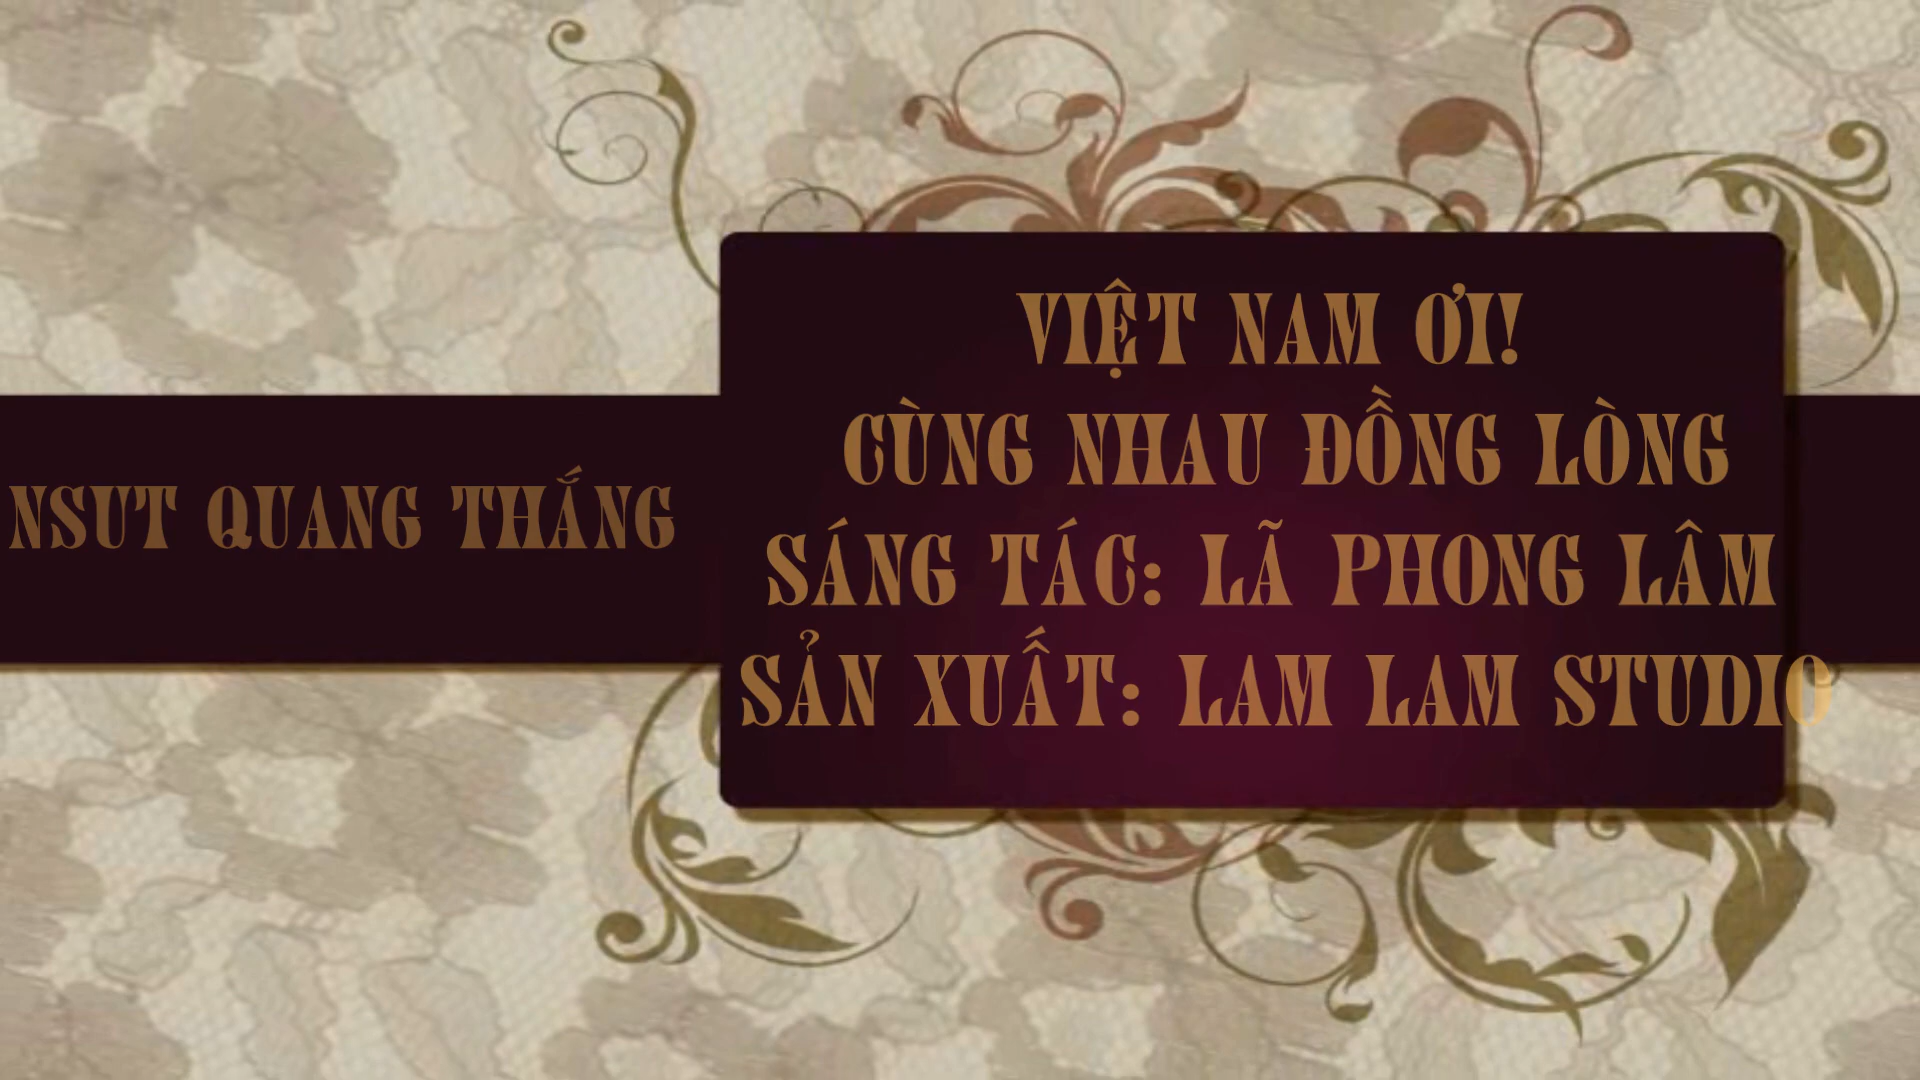 NSUT QUANG THẮNG
VIỆT NAM ƠI!
CÙNG NHAU ĐỒNG LÒNG
SÁNG TÁC: LÃ PHONG LÂM
SẢN XUẤT: LAM LAM STUDIO